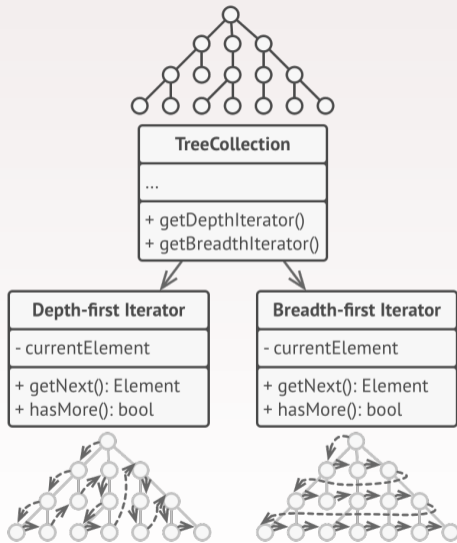 TreeCollection
...
+ getDepthIterator()
+ getBreadthIterator()
Depth-first Iterator
- currentElement
+ getNext(): Element
+ hasMore(): bool
Breadth-first Iterator
- currentElement
+ getNext(): Element
+ hasMore(): bool